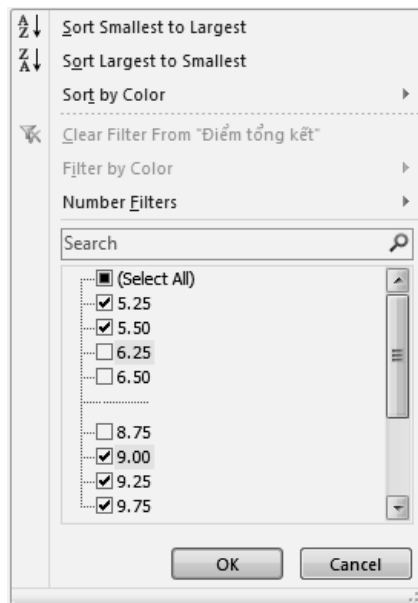 Sort Smallest to Largest
Sort Largest to Smallest
Sort by Color
Clear Filter From "Điểm tổng kết"
Filter by Color
Number Filters
Search
(Select All)
5.25
5.50
6.25
6.50
8.75
9.00
9.25
9.75
OK
Cancel